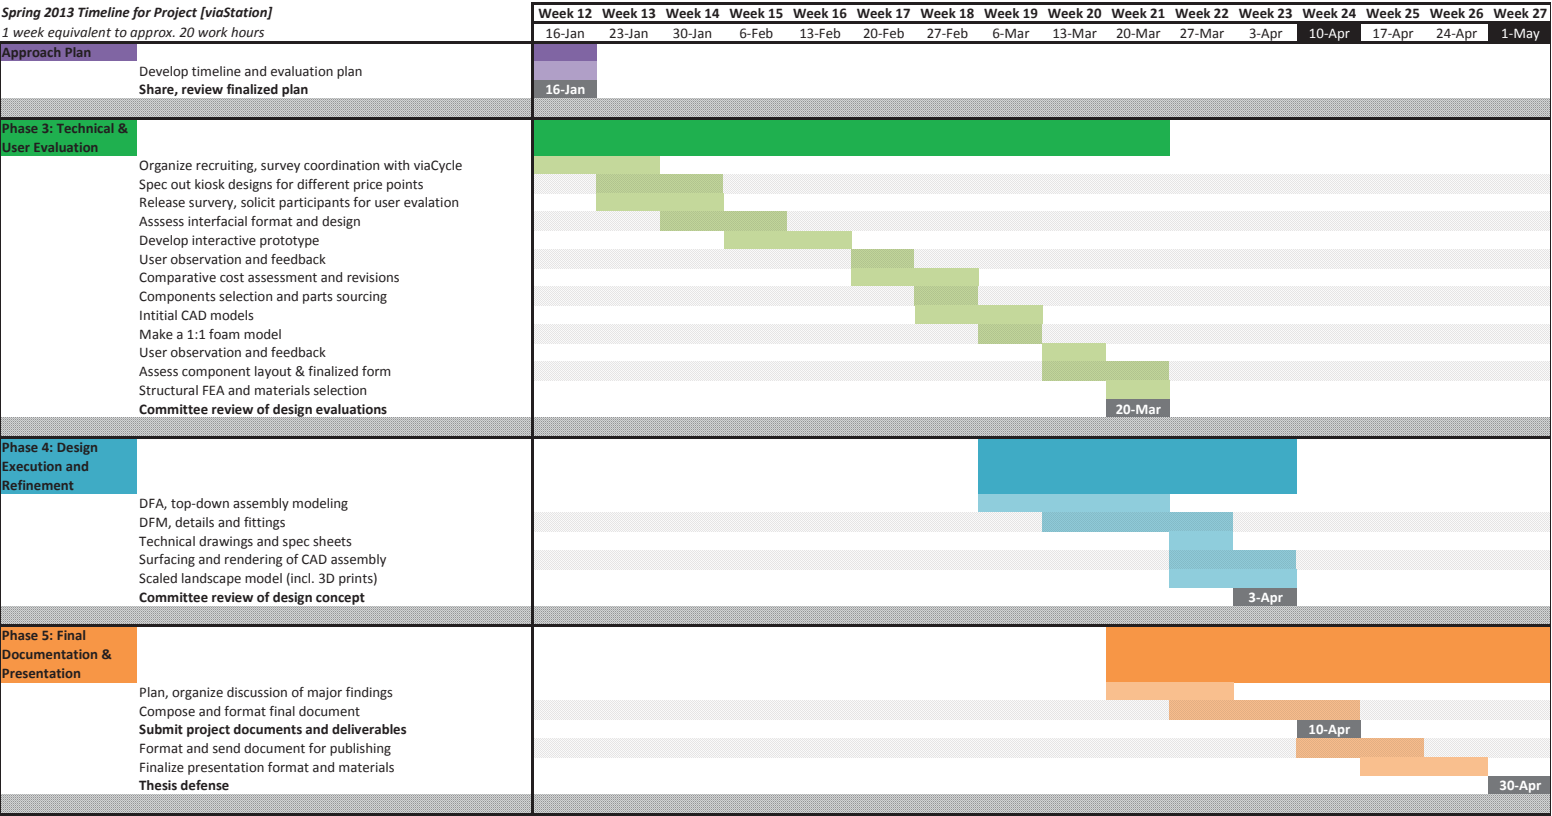 Spring 2013 Timeline for Project [viaStation]
Week 12 Week 13 Week 14 Week 15 Week 16 Week 17 Week 18 Week 19 Week 20 Week 21 Week 22 Week 23 Week 24 Week 25 Week 26 Week 27
1 week equivalent to approx. 20 work hours
16-Jan 23-Jan 30-Jan 6-Feb 13-Feb 20-Feb 27-Feb 6-Mar 13-Mar 20-Mar 27-Mar 3-Apr 10-Apr 17-Apr 24-Apr 1-May
Approach Plan
Develop timeline and evaluation plan
Share, review finalized plan 16-Jan
Phase 3: Technical &
User Evaluation
Organize recruiting, survey coordination with viaCycle
Spec out kiosk designs for different price points
Release survery, solicit participants for user evalation
Asssess interfacial format and design
Develop interactive prototype
User observation and feedback
Comparative cost assessment and revisions
Components selection and parts sourcing
Intitial CAD models
Make a 1:1 foam model
User observation and feedback
Assess component layout & finalized form
Structural FEA and materials selection
Committee review of design evaluations 20-Mar
Phase 4: Design
Execution and
Refinement
DFA, top-down assembly modeling
DFM, details and fittings
Technical drawings and spec sheets
Surfacing and rendering of CAD assembly
Scaled landscape model (incl. 3D prints)
Committee review of design concept 3-Apr
Phase 5: Final
Documentation &
Presentation
Plan, organize discussion of major findings
Compose and format final document
Submit project documents and deliverables 10-Apr
Format and send document for publishing
Finalize presentation format and materials
Thesis defense 30-Apr